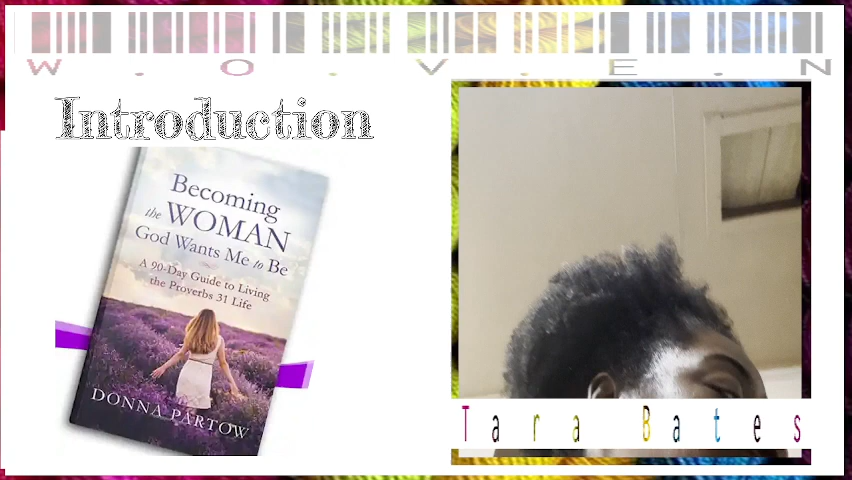 W . O . V . E . N
Introduction
Becoming
the WOMAN
God Wants Me to Be
A 90-Day Guide to Living
the Proverbs 31 Life
DONNA PARTOW
Tara Bates